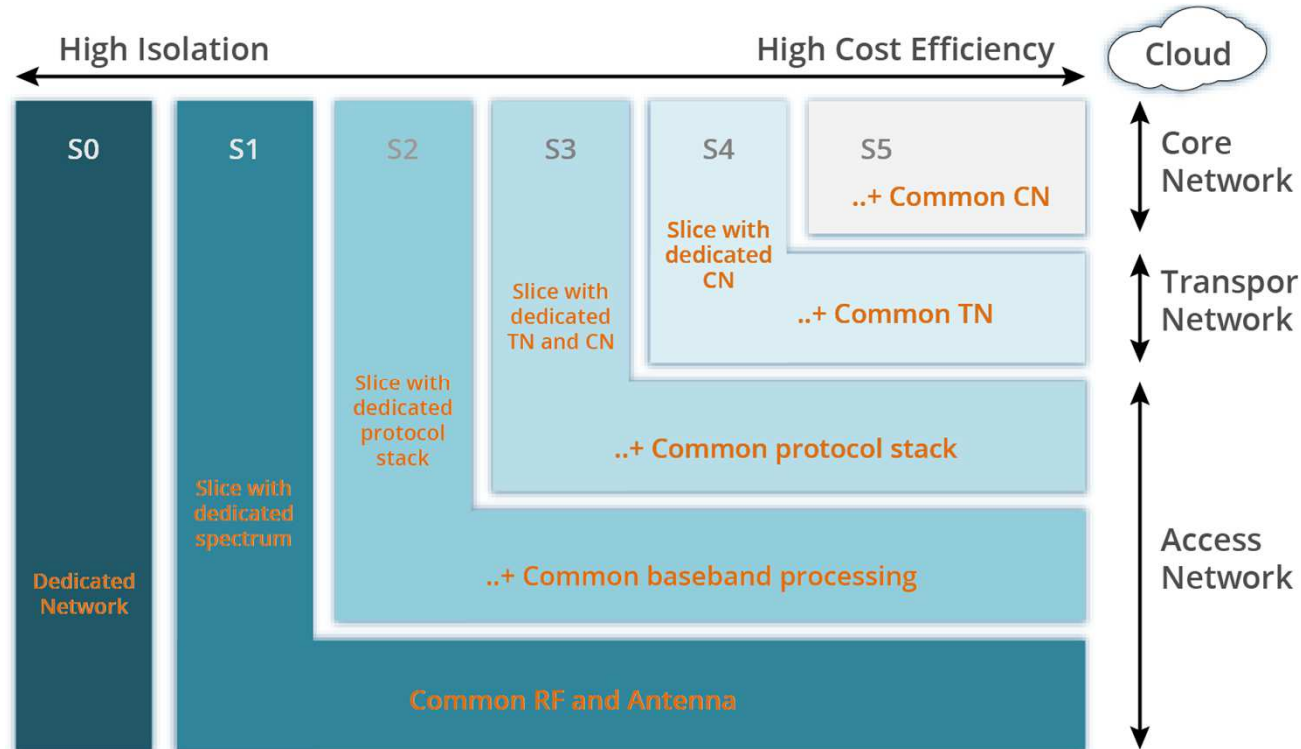 High Isolation
High Cost Efficiency
Cloud
S0
S1
S2
S3
S4
S5
Core
Network
..+ Common CN
Slice with
dedicated
CN
Transpor
Network
..+ Common TN
Slice with
dedicated
TN and CN
Slice with
dedicated
protocol
stack
..+ Common protocol stack
Slice with
dedicated
spectrum
Access
Network
..+ Common baseband processing
Dedicated
Network
Common RF and Antenna